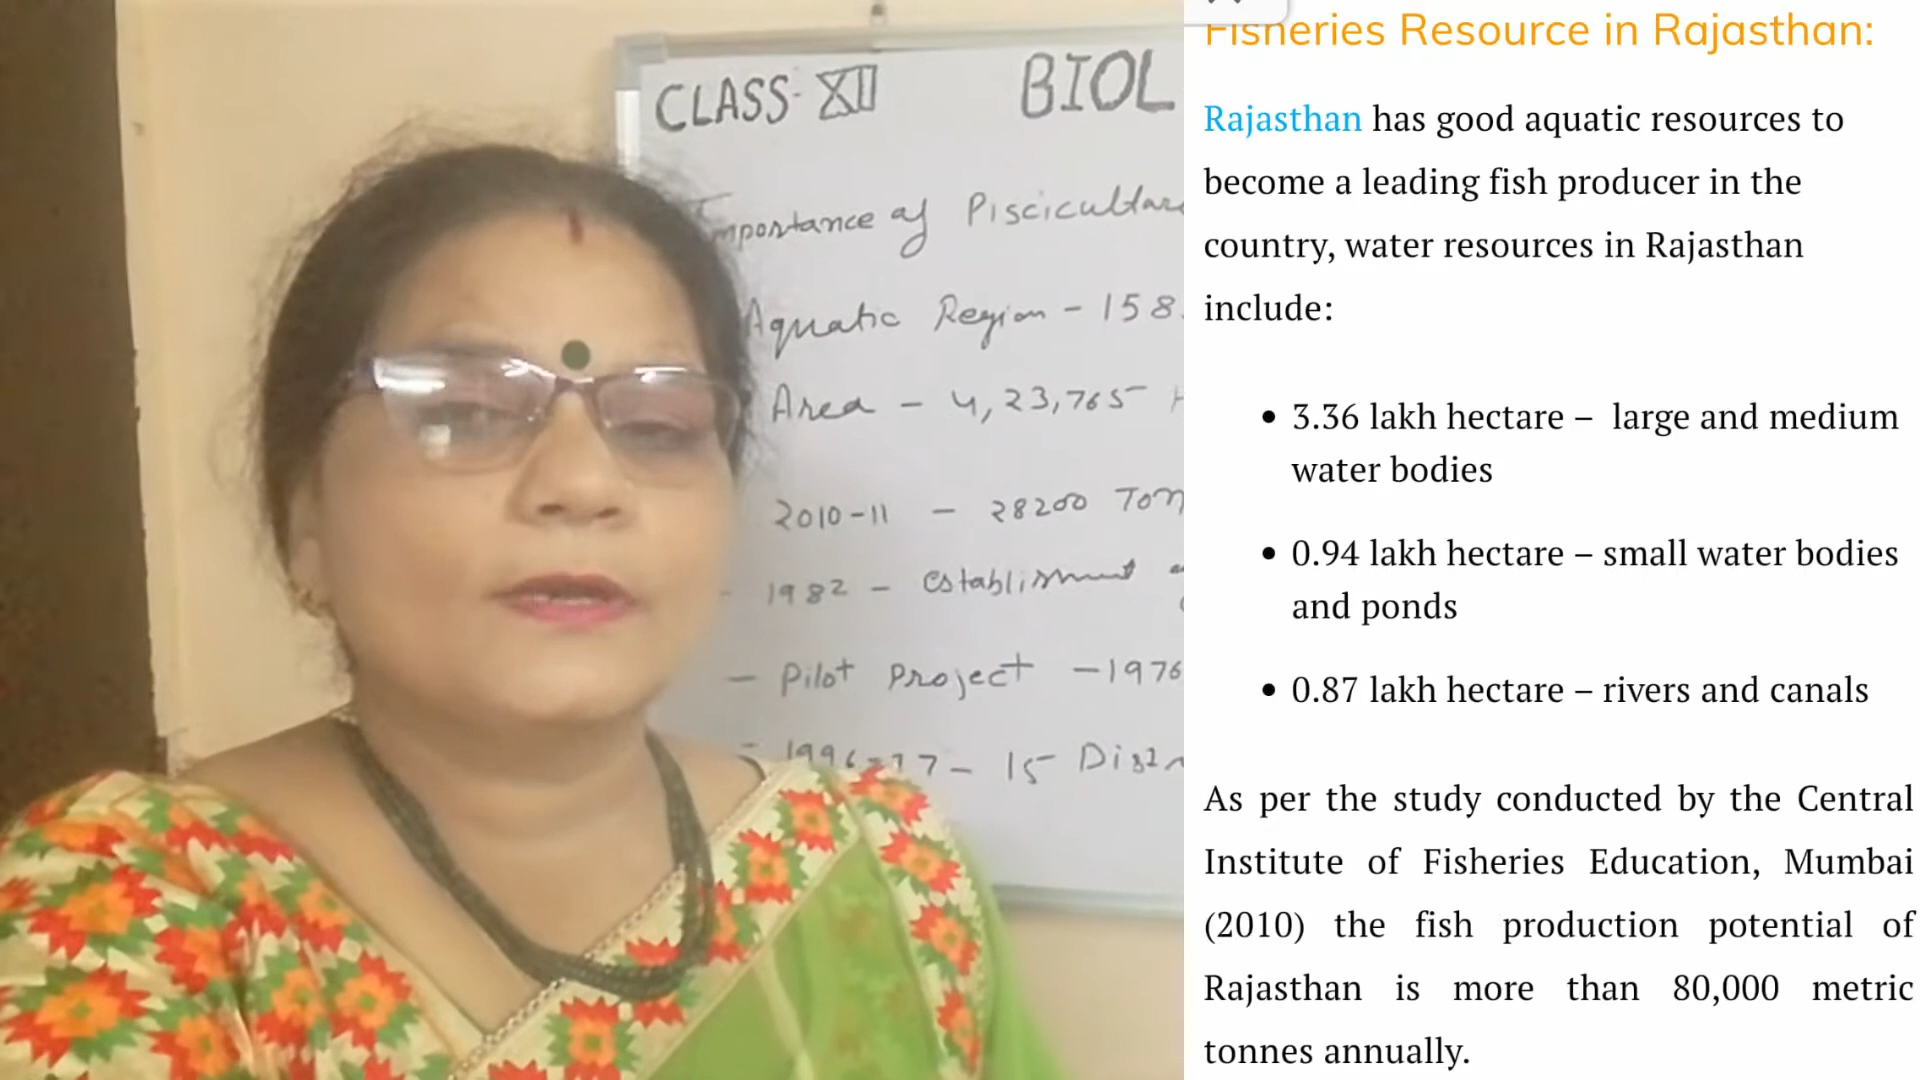 CLASS- XII BIOL
Importance of Pisciculture
Aquatic Region - 158
Area - 4,23,765
2010-11 - 28200 Ton
- 1982 - Establishment
- Pilot Project - 1976
- 1996-97 - 15 Distr
Fisheries Resource in Rajasthan:
Rajasthan has good aquatic resources to
become a leading fish producer in the
country, water resources in Rajasthan
include:
• 3.36 lakh hectare – large and medium
water bodies
• 0.94 lakh hectare – small water bodies
and ponds
• 0.87 lakh hectare – rivers and canals
As per the study conducted by the Central
Institute of Fisheries Education, Mumbai
(2010) the fish production potential of
Rajasthan is more than 80,000 metric
tonnes annually.